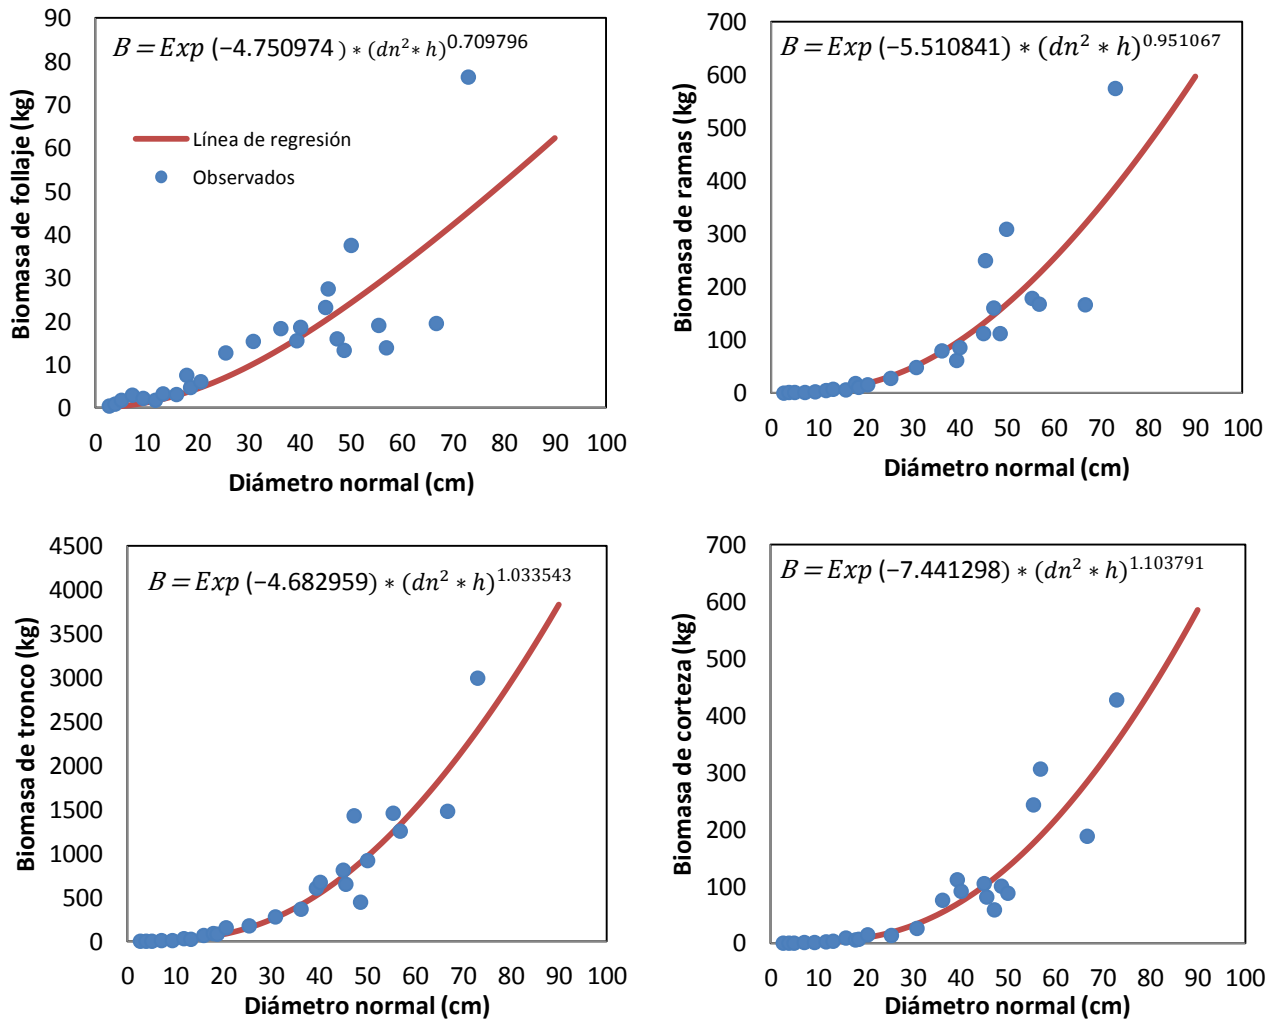 B = Exp (−4.750974 ) ∗ (dn² ∗ h)^0.709796
Biomasa de follaje (kg)
90
80
70
60
50
40
30
20
10
0
Línea de regresión
Observados
0 10 20 30 40 50 60 70 80 90 100
Diámetro normal (cm)
B = Exp (−5.510841) ∗ (dn² ∗ h)^0.951067
Biomasa de ramas (kg)
700
600
500
400
300
200
100
0
0 10 20 30 40 50 60 70 80 90 100
Diámetro normal (cm)
B = Exp (−4.682959) ∗ (dn² ∗ h)^1.033543
Biomasa de tronco (kg)
4500
4000
3500
3000
2500
2000
1500
1000
500
0
0 10 20 30 40 50 60 70 80 90 100
Diámetro normal (cm)
B = Exp (−7.441298) ∗ (dn² ∗ h)^1.103791
Biomasa de corteza (kg)
700
600
500
400
300
200
100
0
0 10 20 30 40 50 60 70 80 90 100
Diámetro normal (cm)